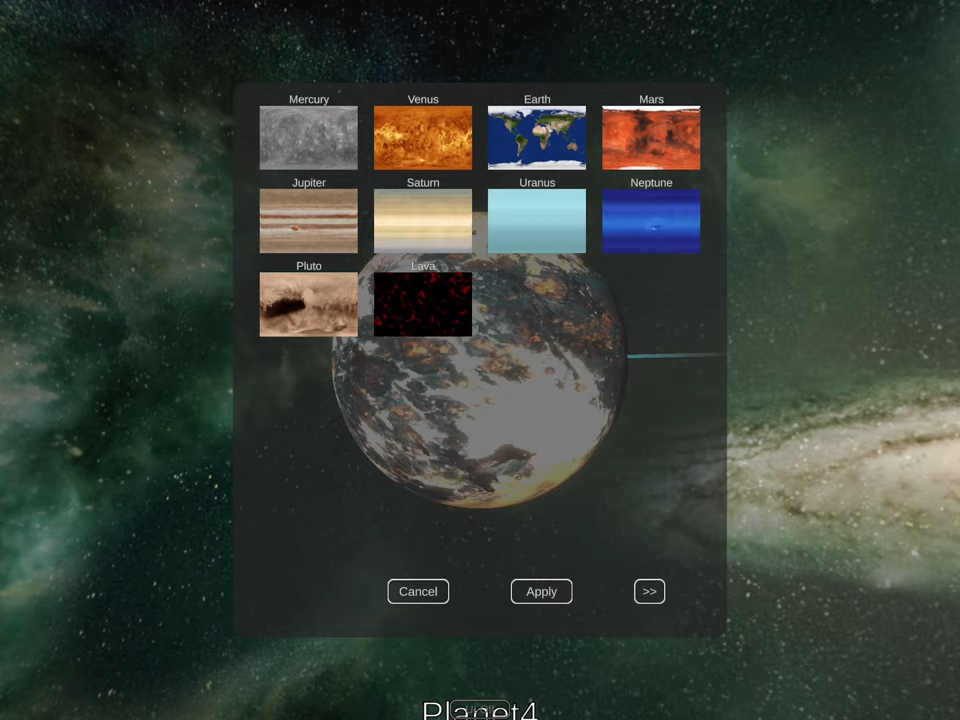 Mercury Venus Earth Mars
Jupiter Saturn Uranus Neptune
Pluto Lava
Cancel Apply >>
Planet4